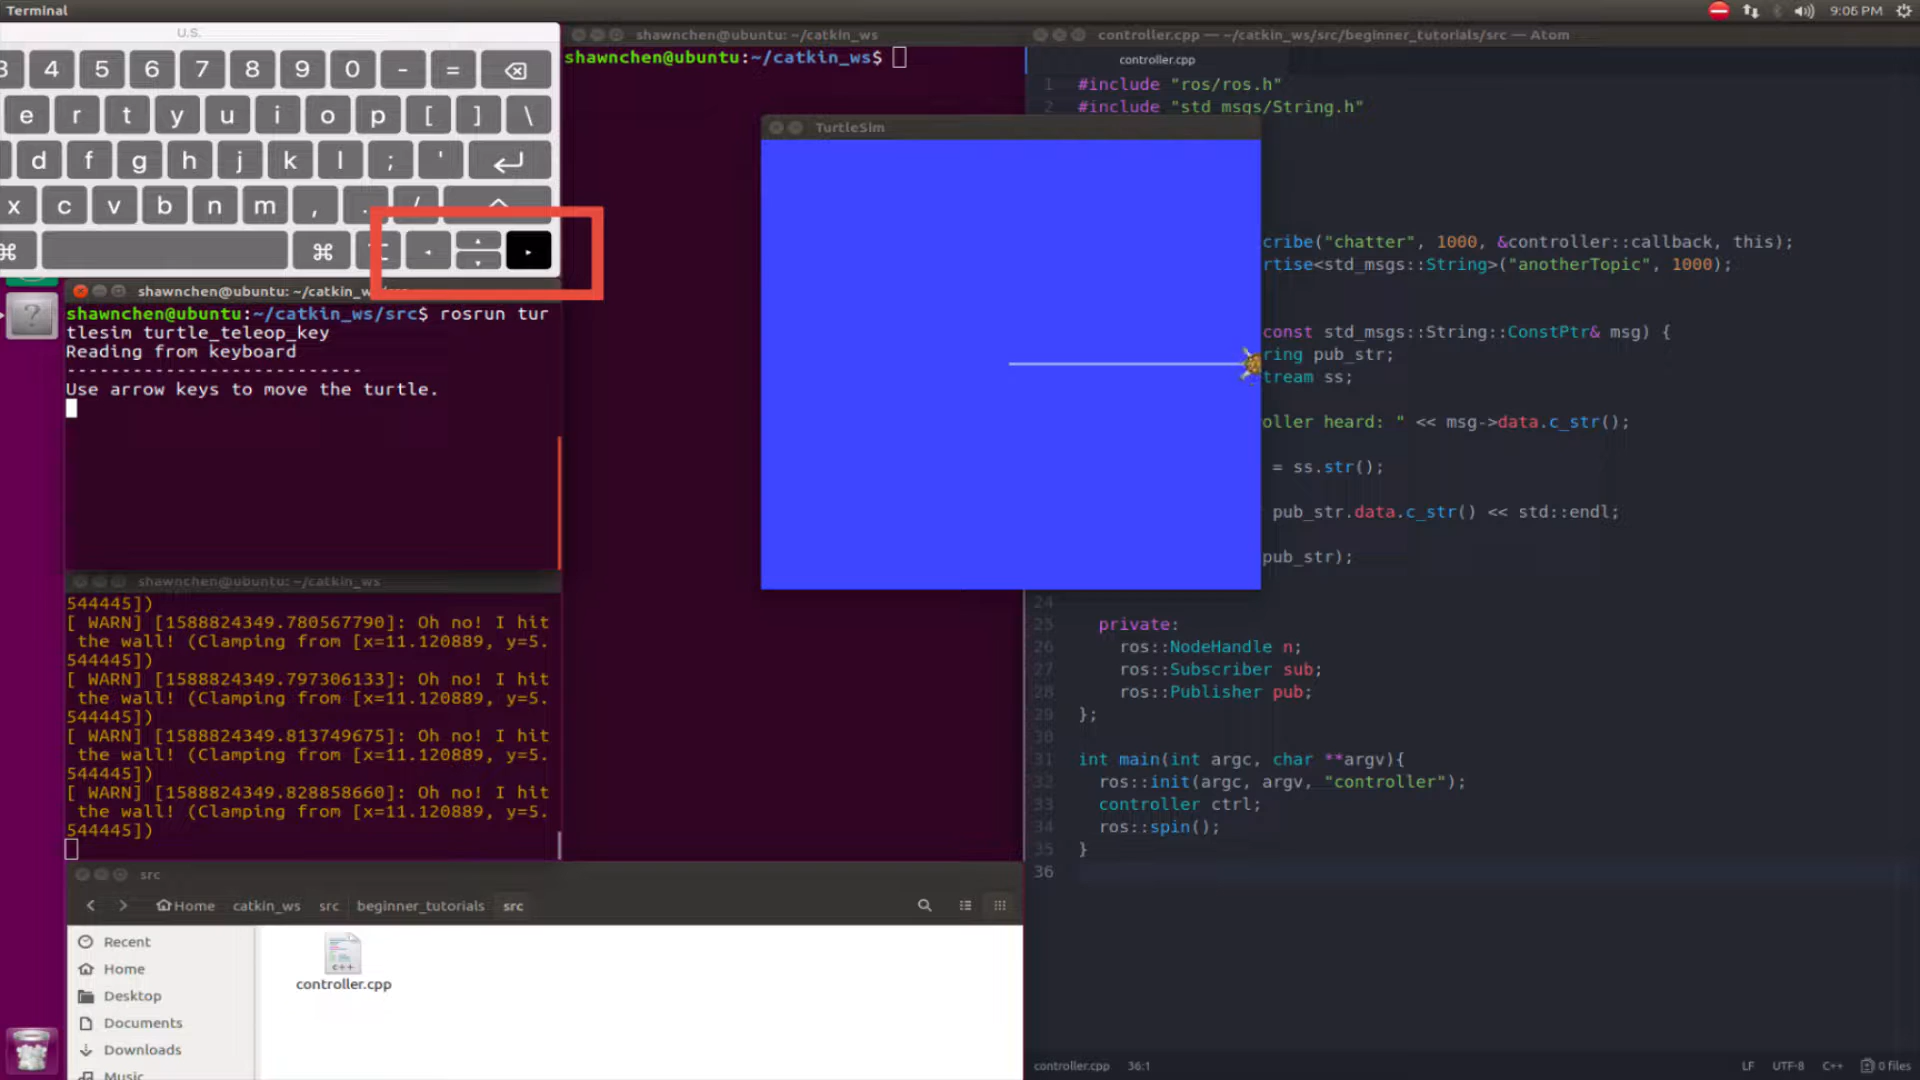 Terminal
9:06 PM
U.S.
3 4 5 6 7 8 9 0 - =
e r t y u i o p [ ] \
d f g h j k l ; '
x c v b n m , . /
⌘ ⌘
shawnchen@ubuntu: ~/catkin_w
shawnchen@ubuntu:~/catkin_ws/src$ rosrun tur
tlesim turtle_teleop_key
Reading from keyboard
---------------------------
Use arrow keys to move the turtle.
shawnchen@ubuntu: ~/catkin_ws
544445])
[ WARN] [1588824349.780567790]: Oh no! I hit
the wall! (Clamping from [x=11.120889, y=5.
544445])
[ WARN] [1588824349.797306133]: Oh no! I hit
the wall! (Clamping from [x=11.120889, y=5.
544445])
[ WARN] [1588824349.813749675]: Oh no! I hit
the wall! (Clamping from [x=11.120889, y=5.
544445])
[ WARN] [1588824349.828858660]: Oh no! I hit
the wall! (Clamping from [x=11.120889, y=5.
544445])
shawnchen@ubuntu: ~/catkin_ws
shawnchen@ubuntu:~/catkin_ws$
TurtleSim
controller.cpp — ~/catkin_ws/src/beginner_tutorials/src — Atom
controller.cpp
1 #include "ros/ros.h"
2 #include "std_msgs/String.h"
cribe("chatter", 1000, &controller::callback, this);
rtise<std_msgs::String>("anotherTopic", 1000);
const std_msgs::String::ConstPtr& msg) {
ring pub_str;
tream ss;
oller heard: " << msg->data.c_str();
= ss.str();
pub_str.data.c_str() << std::endl;
pub_str);
24
25 private:
26 ros::NodeHandle n;
27 ros::Subscriber sub;
28 ros::Publisher pub;
29 };
30
31 int main(int argc, char **argv){
32 ros::init(argc, argv, "controller");
33 controller ctrl;
34 ros::spin();
35 }
36
controller.cpp 36:1
LF UTF-8 C++ 0 files
src
Home catkin_ws src beginner_tutorials src
Recent
Home
Desktop
Documents
Downloads
Music
C++
controller.cpp